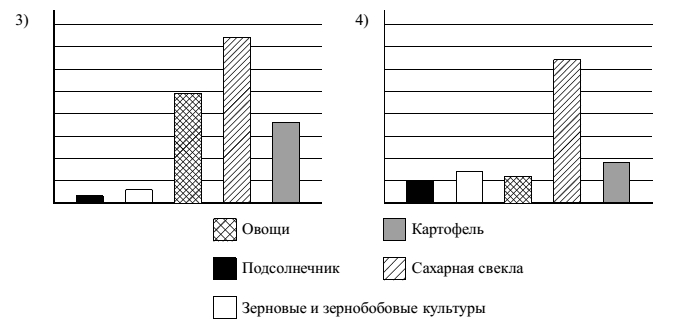 3) 4)
Овощи Картофель
Подсолнечник Сахарная свекла
Зерновые и зернобобовые культуры